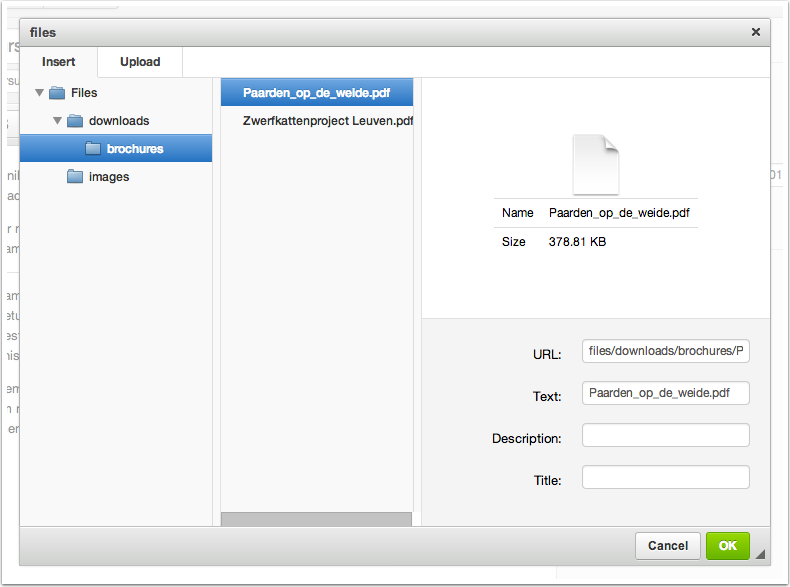 files
Insert Upload
Files
downloads
brochures
images
Paarden_op_de_weide.pdf
Zwerfkattenproject Leuven.pdf
Name Paarden_op_de_weide.pdf
Size 378.81 KB
URL: files/downloads/brochures/P
Text: Paarden_op_de_weide.pdf
Description:
Title:
Cancel OK